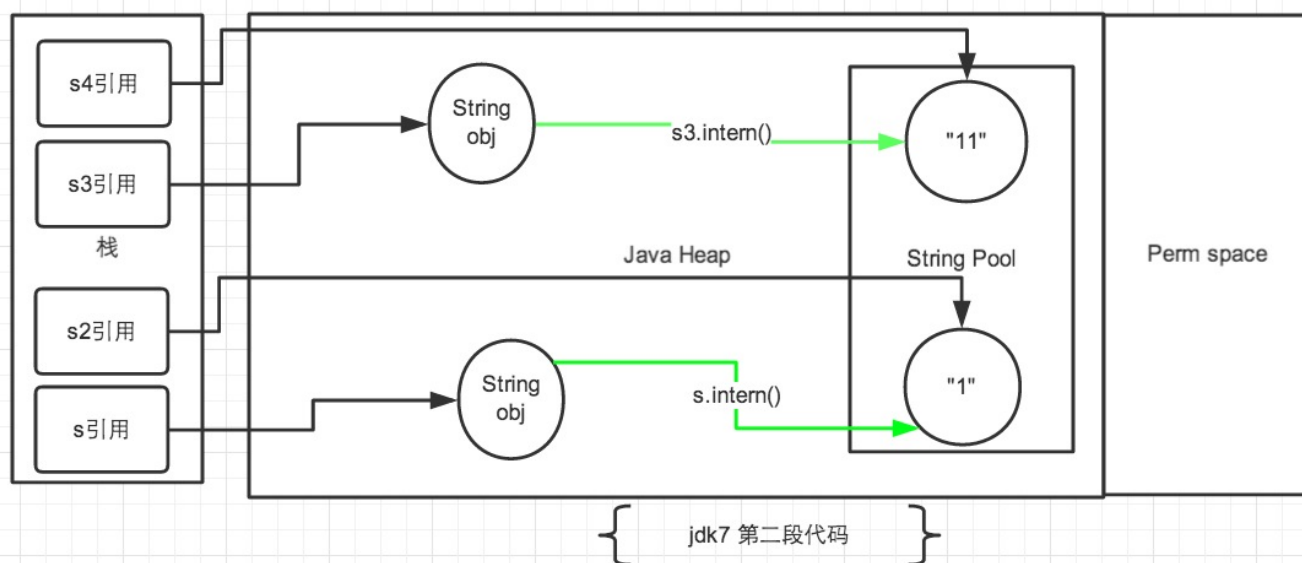 s4引用
String
obj
s3.intern()
"11"
s3引用
栈
Java Heap
String Pool
Perm space
s2引用
String
obj
s.intern()
"1"
s引用
jdk7 第二段代码